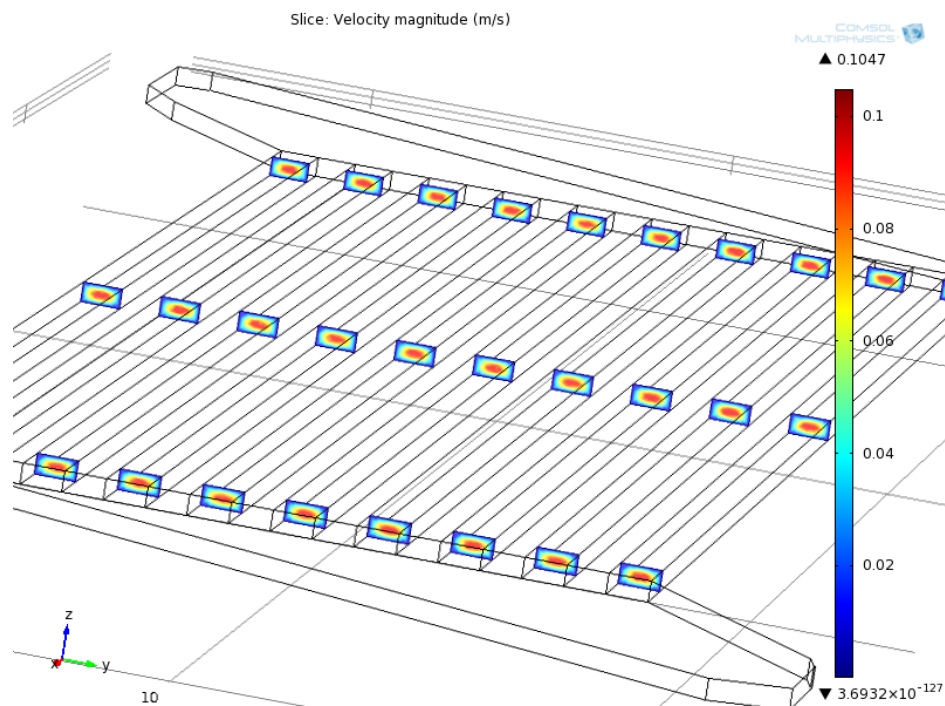 Slice: Velocity magnitude (m/s)
COMSOL
MULTIPHYSICS
▲ 0.1047
0.1
0.08
0.06
0.04
0.02
▼ 3.6932×10⁻¹²⁷
z
x
y
10